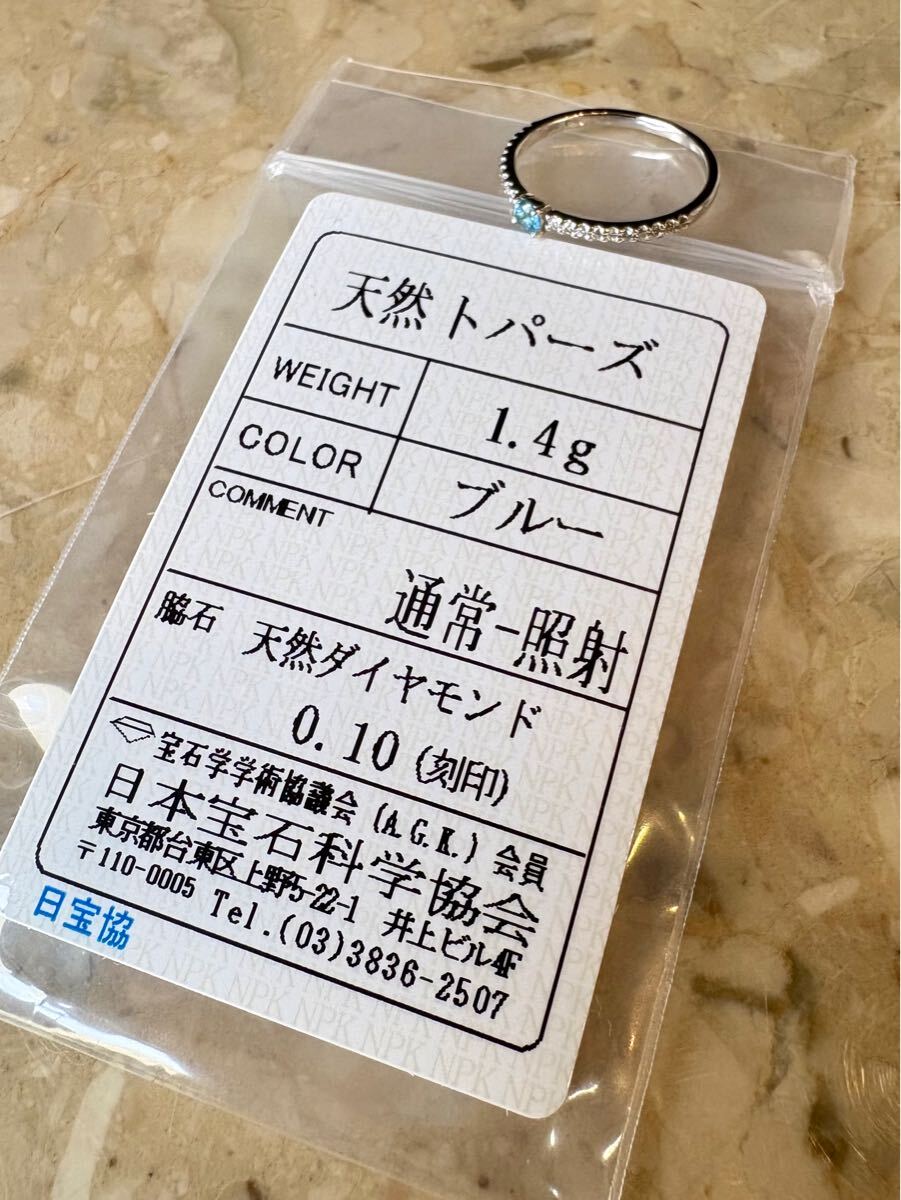 天然トパーズ
WEIGHT 1.4g
COLOR ブルー
COMMENT
通常-照射
脇石 天然ダイヤモンド
0.10 (刻印)
宝石学学術協議会 (A.G.K.) 会員
日本宝石科学協会
東京都台東区上野5-22-1 井上ビル4F
〒110-0005 Tel.(03)3836-2507
日宝協